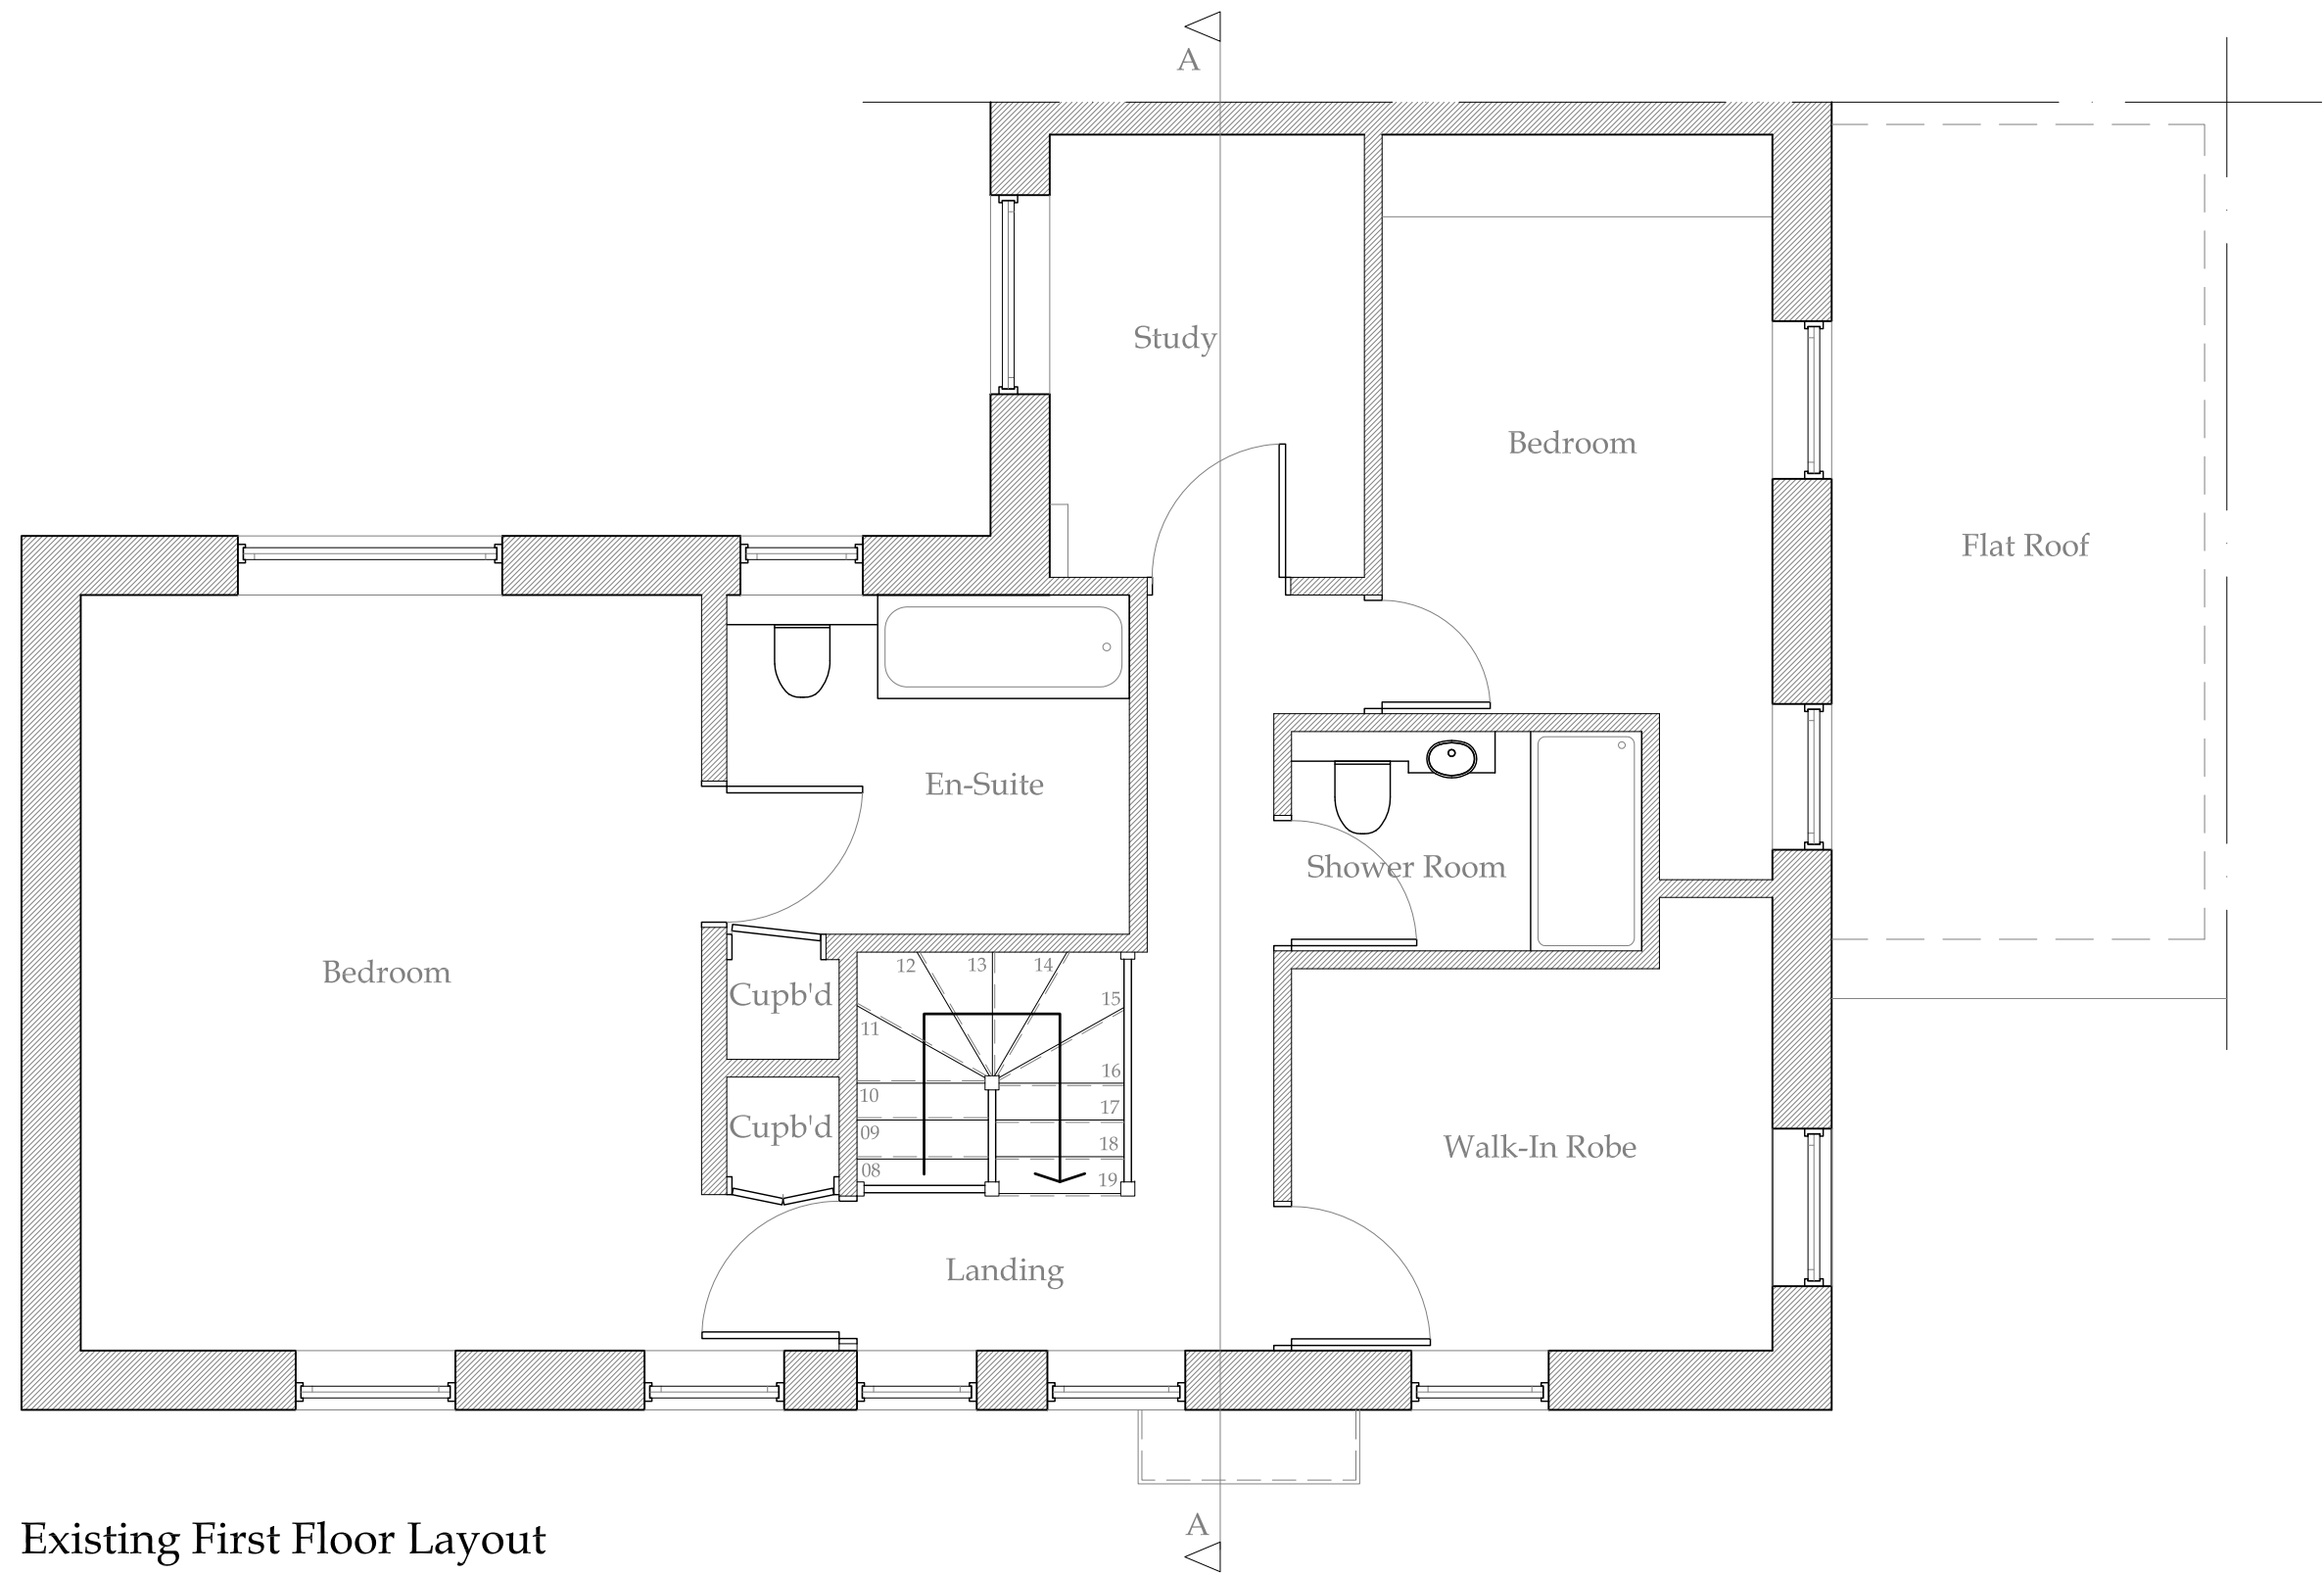 A
Study
Bedroom
Flat Roof
En-Suite
Shower Room
Bedroom
Cupb'd
12
13
14
15
11
16
10
17
09
18
08
19
Cupb'd
Walk-In Robe
Landing
A
Existing First Floor Layout